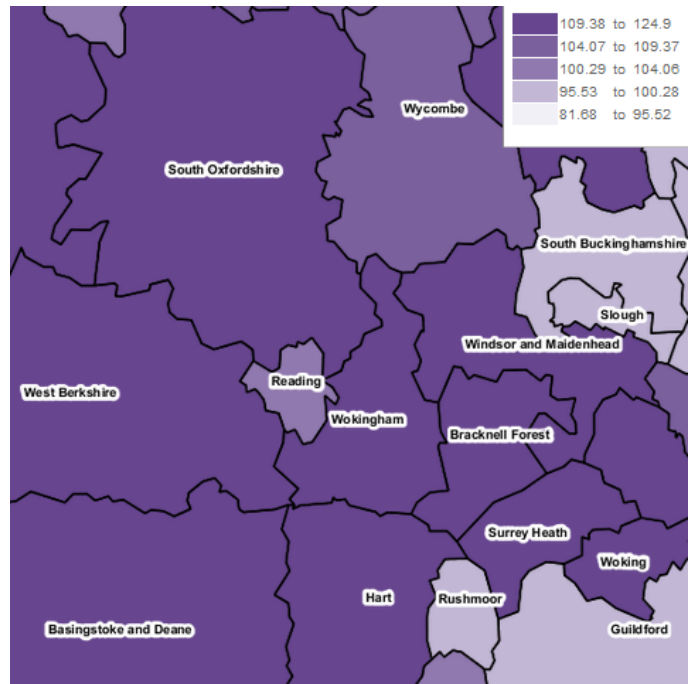 109.38 to 124.9
104.07 to 109.37
100.29 to 104.06
95.53 to 100.28
81.68 to 95.52
Wycombe
South Oxfordshire
South Buckinghamshire
Slough
Windsor and Maidenhead
Reading
West Berkshire
Wokingham
Bracknell Forest
Surrey Heath
Woking
Hart
Rushmoor
Basingstoke and Deane
Guildford